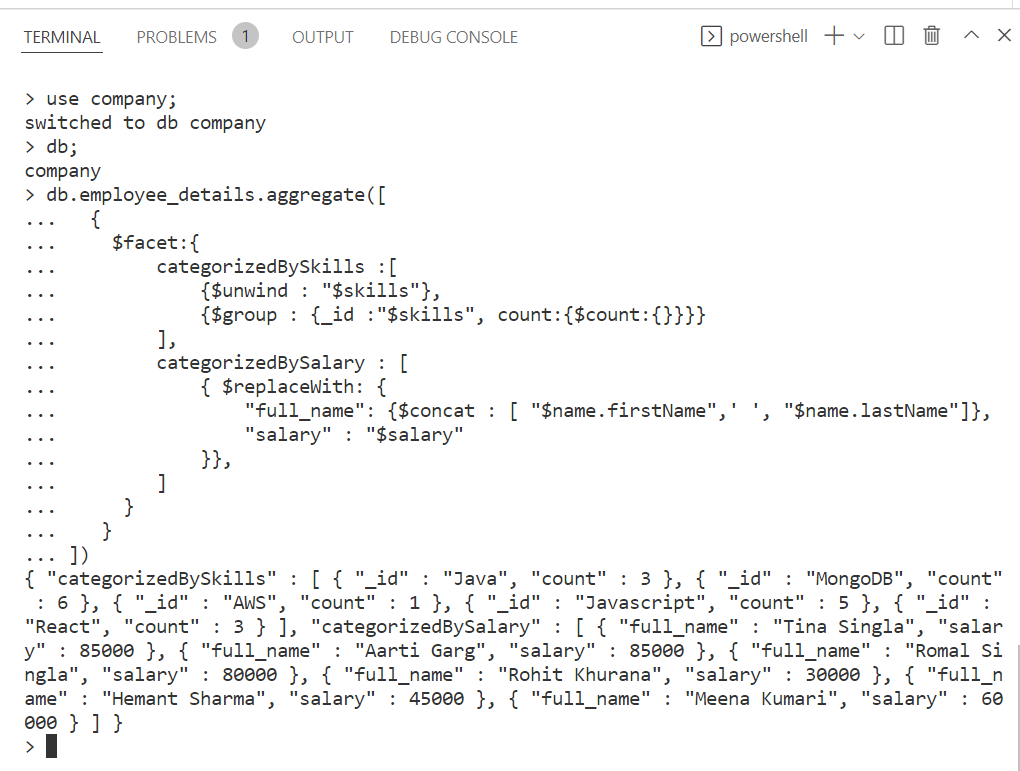 TERMINAL PROBLEMS 1 OUTPUT DEBUG CONSOLE powershell
> use company;
switched to db company
> db;
company
> db.employee_details.aggregate([
...   {
...     $facet:{
...         categorizedBySkills :[
...             {$unwind : "$skills"},
...             {$group : {_id :"$skills", count:{$count:{}}}}
...         ],
...         categorizedBySalary : [
...             { $replaceWith: {
...                 "full_name": {$concat : [ "$name.firstName",' ', "$name.lastName"]},
...                 "salary" : "$salary"
...             }},
...         ]
...      }
...    }
... ])
{ "categorizedBySkills" : [ { "_id" : "Java", "count" : 3 }, { "_id" : "MongoDB", "count"
 : 6 }, { "_id" : "AWS", "count" : 1 }, { "_id" : "Javascript", "count" : 5 }, { "_id" :
"React", "count" : 3 } ], "categorizedBySalary" : [ { "full_name" : "Tina Singla", "salar
y" : 85000 }, { "full_name" : "Aarti Garg", "salary" : 85000 }, { "full_name" : "Romal Si
ngla", "salary" : 80000 }, { "full_name" : "Rohit Khurana", "salary" : 30000 }, { "full_n
ame" : "Hemant Sharma", "salary" : 45000 }, { "full_name" : "Meena Kumari", "salary" : 60
000 } ] }
>